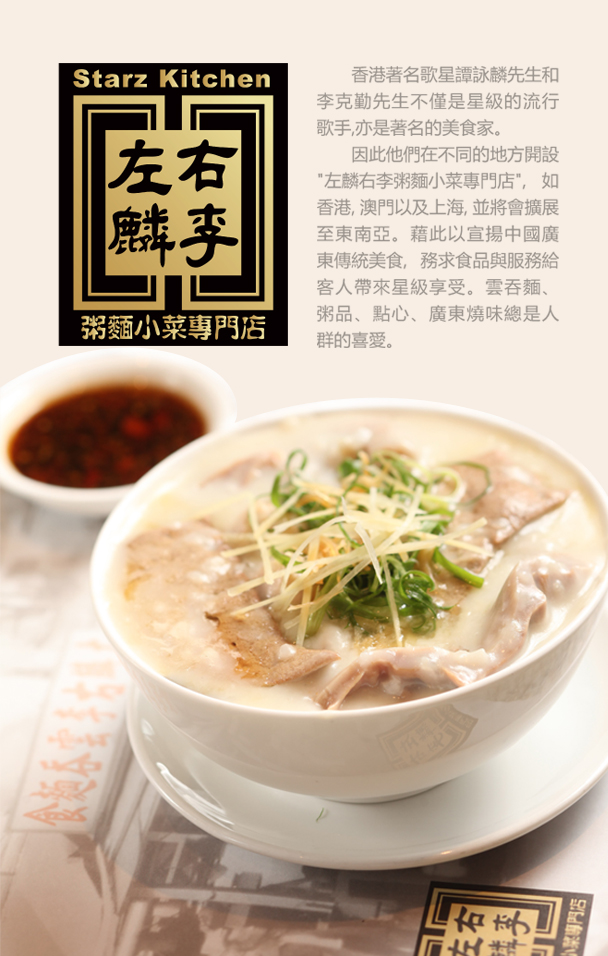 Starz Kitchen
左右
麟李
粥麵小菜專門店
香港著名歌星譚詠麟先生和
李克勤先生不僅是星級的流行
歌手,亦是著名的美食家。
因此他們在不同的地方開設
"左麟右李粥麵小菜專門店", 如
香港, 澳門以及上海, 並將會擴展
至東南亞。藉此以宣揚中國廣
東傳統美食, 務求食品與服務給
客人帶來星級享受。雲吞麵、
粥品、點心、廣東燒味總是人
群的喜愛。
左右
麟李
小菜專門店